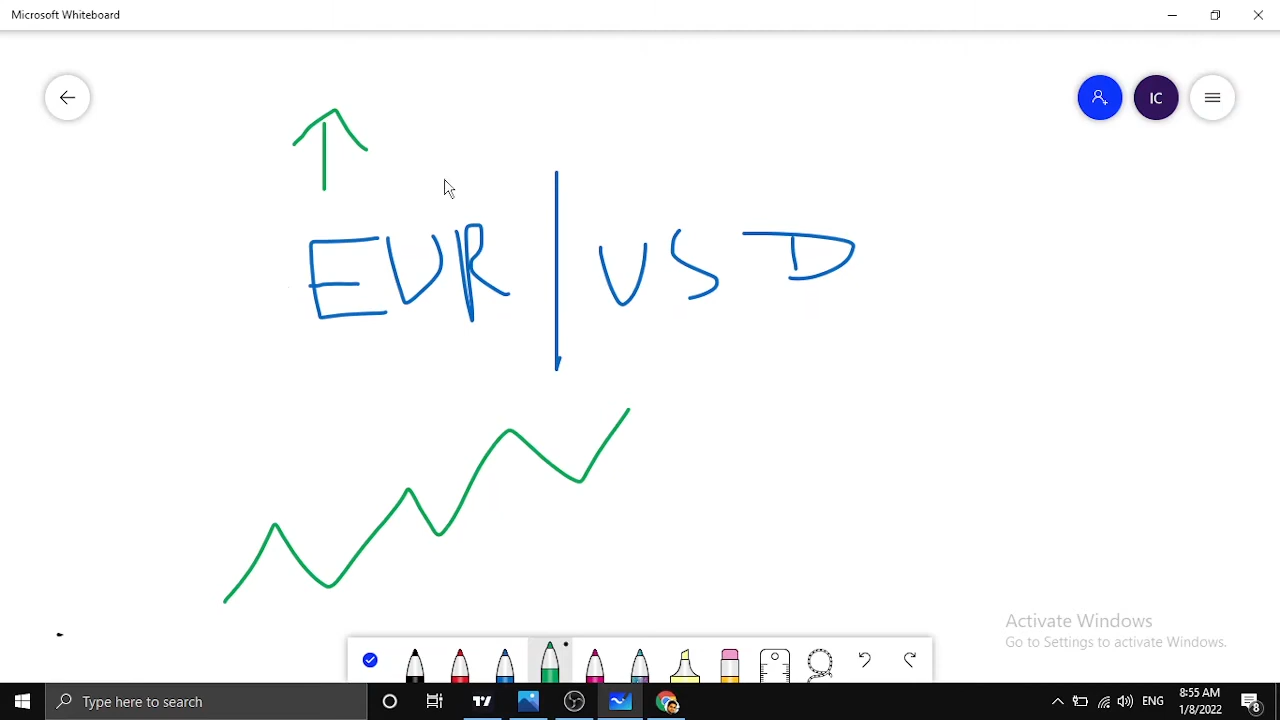 Microsoft Whiteboard
IC
EUR | USD
Activate Windows
Go to Settings to activate Windows.
Type here to search
ENG
8:55 AM
1/8/2022
8